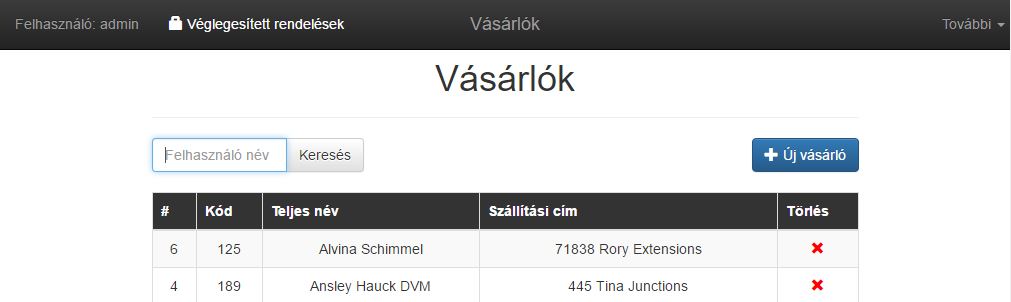 Felhasználó: admin Véglegesített rendelések Vásárlók További
Vásárlók
Felhasználó név Keresés Új vásárló
# Kód Teljes név Szállítási cím Törlés
6 125 Alvina Schimmel 71838 Rory Extensions
4 189 Ansley Hauck DVM 445 Tina Junctions